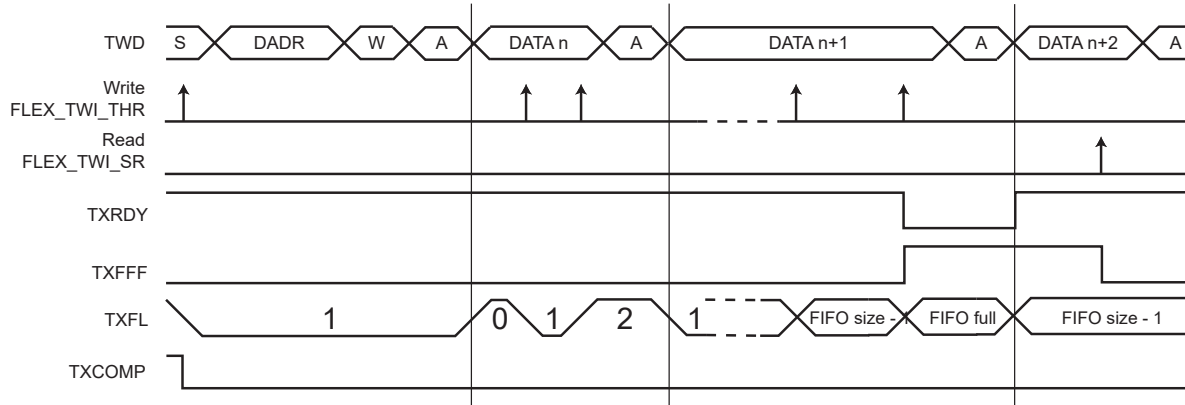 TWD S DADR W A DATA n A DATA n+1 A DATA n+2 A
Write
FLEX_TWI_THR
Read
FLEX_TWI_SR
TXRDY
TXFFF
TXFL 1 0 1 2 1 FIFO size - 1 FIFO full FIFO size - 1
TXCOMP